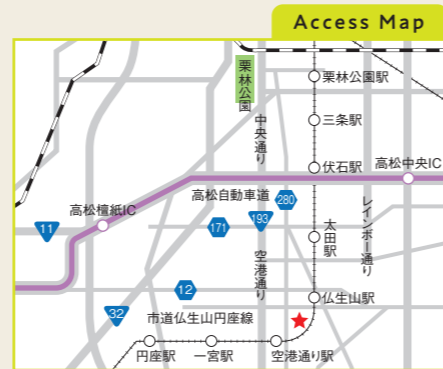 Access Map
栗林公園
栗林公園駅
中央通り
三条駅
伏石駅
高松中央IC
高松自動車道
高松檀紙IC
280
193
171
11
太田駅
レインボー通り
空港通り
12
仏生山駅
32
市道仏生山円座線
円座駅
一宮駅
空港通り駅